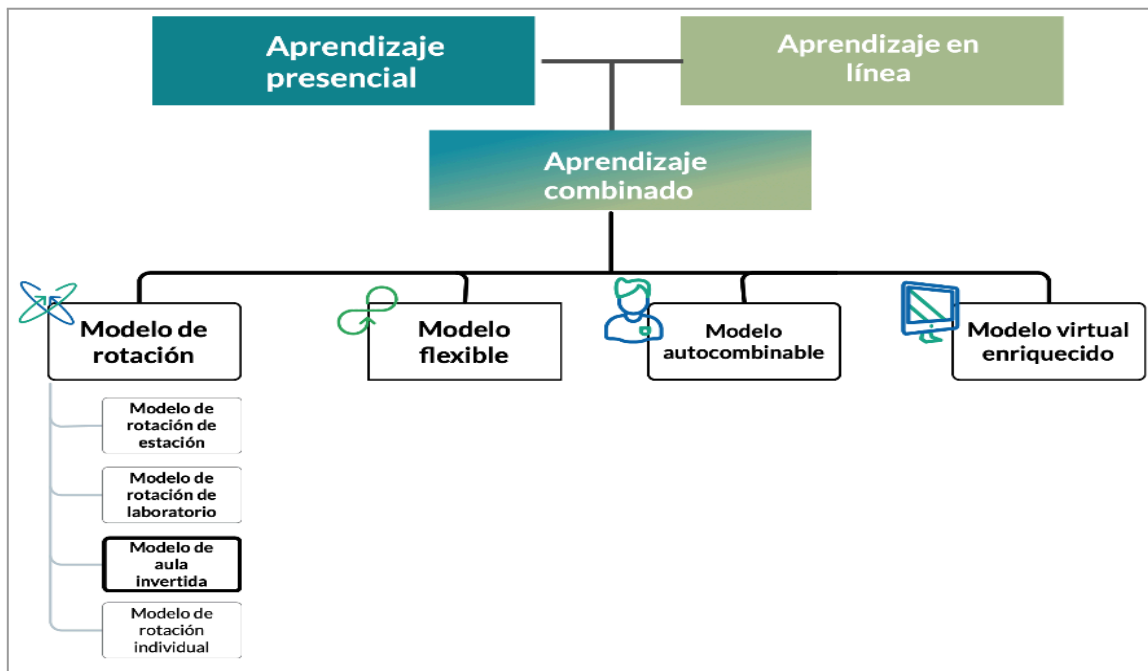 Aprendizaje
presencial
Aprendizaje en
línea
Aprendizaje
combinado
Modelo de
rotación
Modelo
flexible
Modelo
autocombinable
Modelo virtual
enriquecido
Modelo de
rotación de
estación
Modelo de
rotación de
laboratorio
Modelo de
aula
invertida
Modelo de
rotación
individual